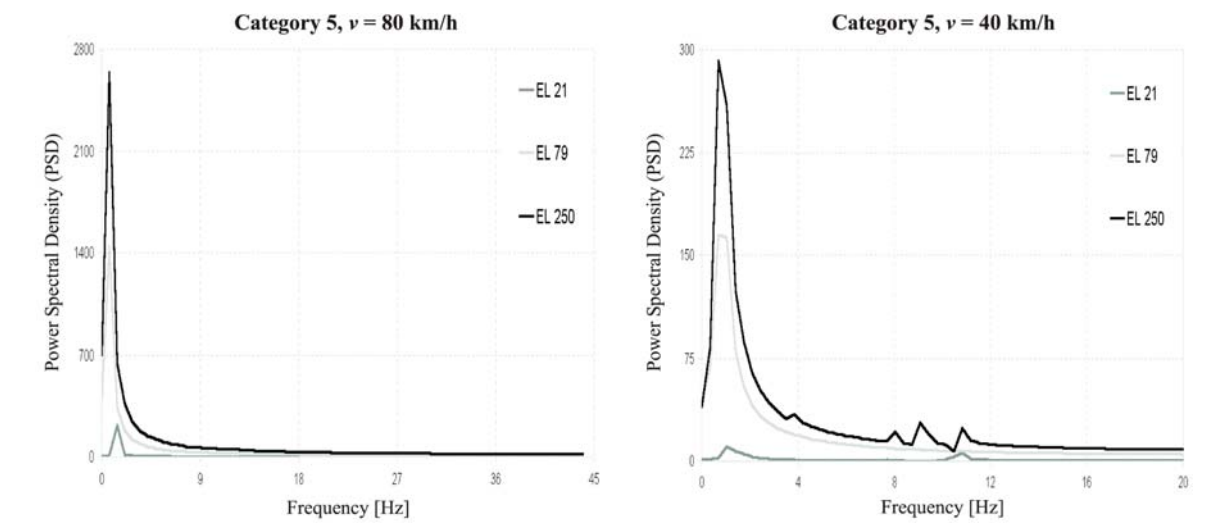 Category 5, v = 80 km/h
Power Spectral Density (PSD)
2800
2100
1400
700
0
EL 21
EL 79
EL 250
0 9 18 27 36 45
Frequency [Hz]
Category 5, v = 40 km/h
Power Spectral Density (PSD)
300
225
150
75
0
EL 21
EL 79
EL 250
0 4 8 12 16 20
Frequency [Hz]